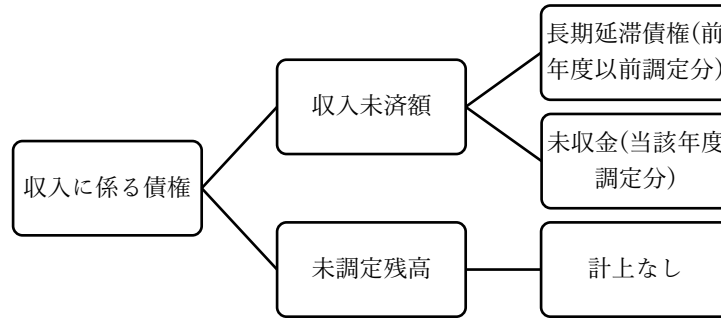 長期延滞債権(前
年度以前調定分)
収入未済額
未収金(当該年度
調定分)
収入に係る債権
未調定残高
計上なし